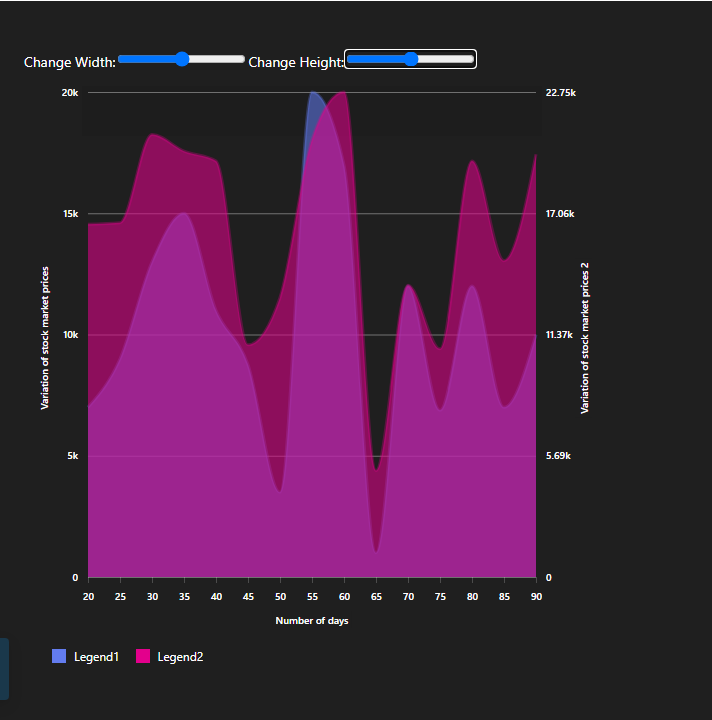 Change Width: Change Height:
20k 22.75k
15k 17.06k
Variation of stock market prices
Variation of stock market prices 2
10k 11.37k
5k 5.69k
0 0
20 25 30 35 40 45 50 55 60 65 70 75 80 85 90
Number of days
Legend1 Legend2